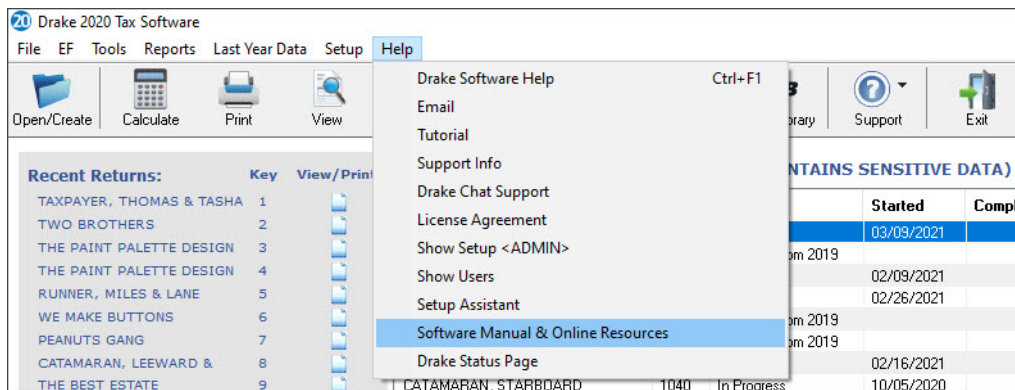 20 Drake 2020 Tax Software
File EF Tools Reports Last Year Data Setup Help
Open/Create Calculate Print View Support Exit
Drake Software Help Ctrl+F1
Email
Tutorial
Support Info
Drake Chat Support
License Agreement
Show Setup <ADMIN>
Show Users
Setup Assistant
Software Manual & Online Resources
Drake Status Page
Recent Returns: Key View/Print
TAXPAYER, THOMAS & TASHA 1
TWO BROTHERS 2
THE PAINT PALETTE DESIGN 3
THE PAINT PALETTE DESIGN 4
RUNNER, MILES & LANE 5
WE MAKE BUTTONS 6
PEANUTS GANG 7
CATAMARAN, LEEWARD & 8
THE BEST ESTATE 9
NTAINS SENSITIVE DATA)
Started Compl
03/09/2021
om 2019
02/09/2021
02/26/2021
om 2019
om 2019
02/16/2021
CATAMARAN, STARBOARD 1040 In Progress 10/05/2020